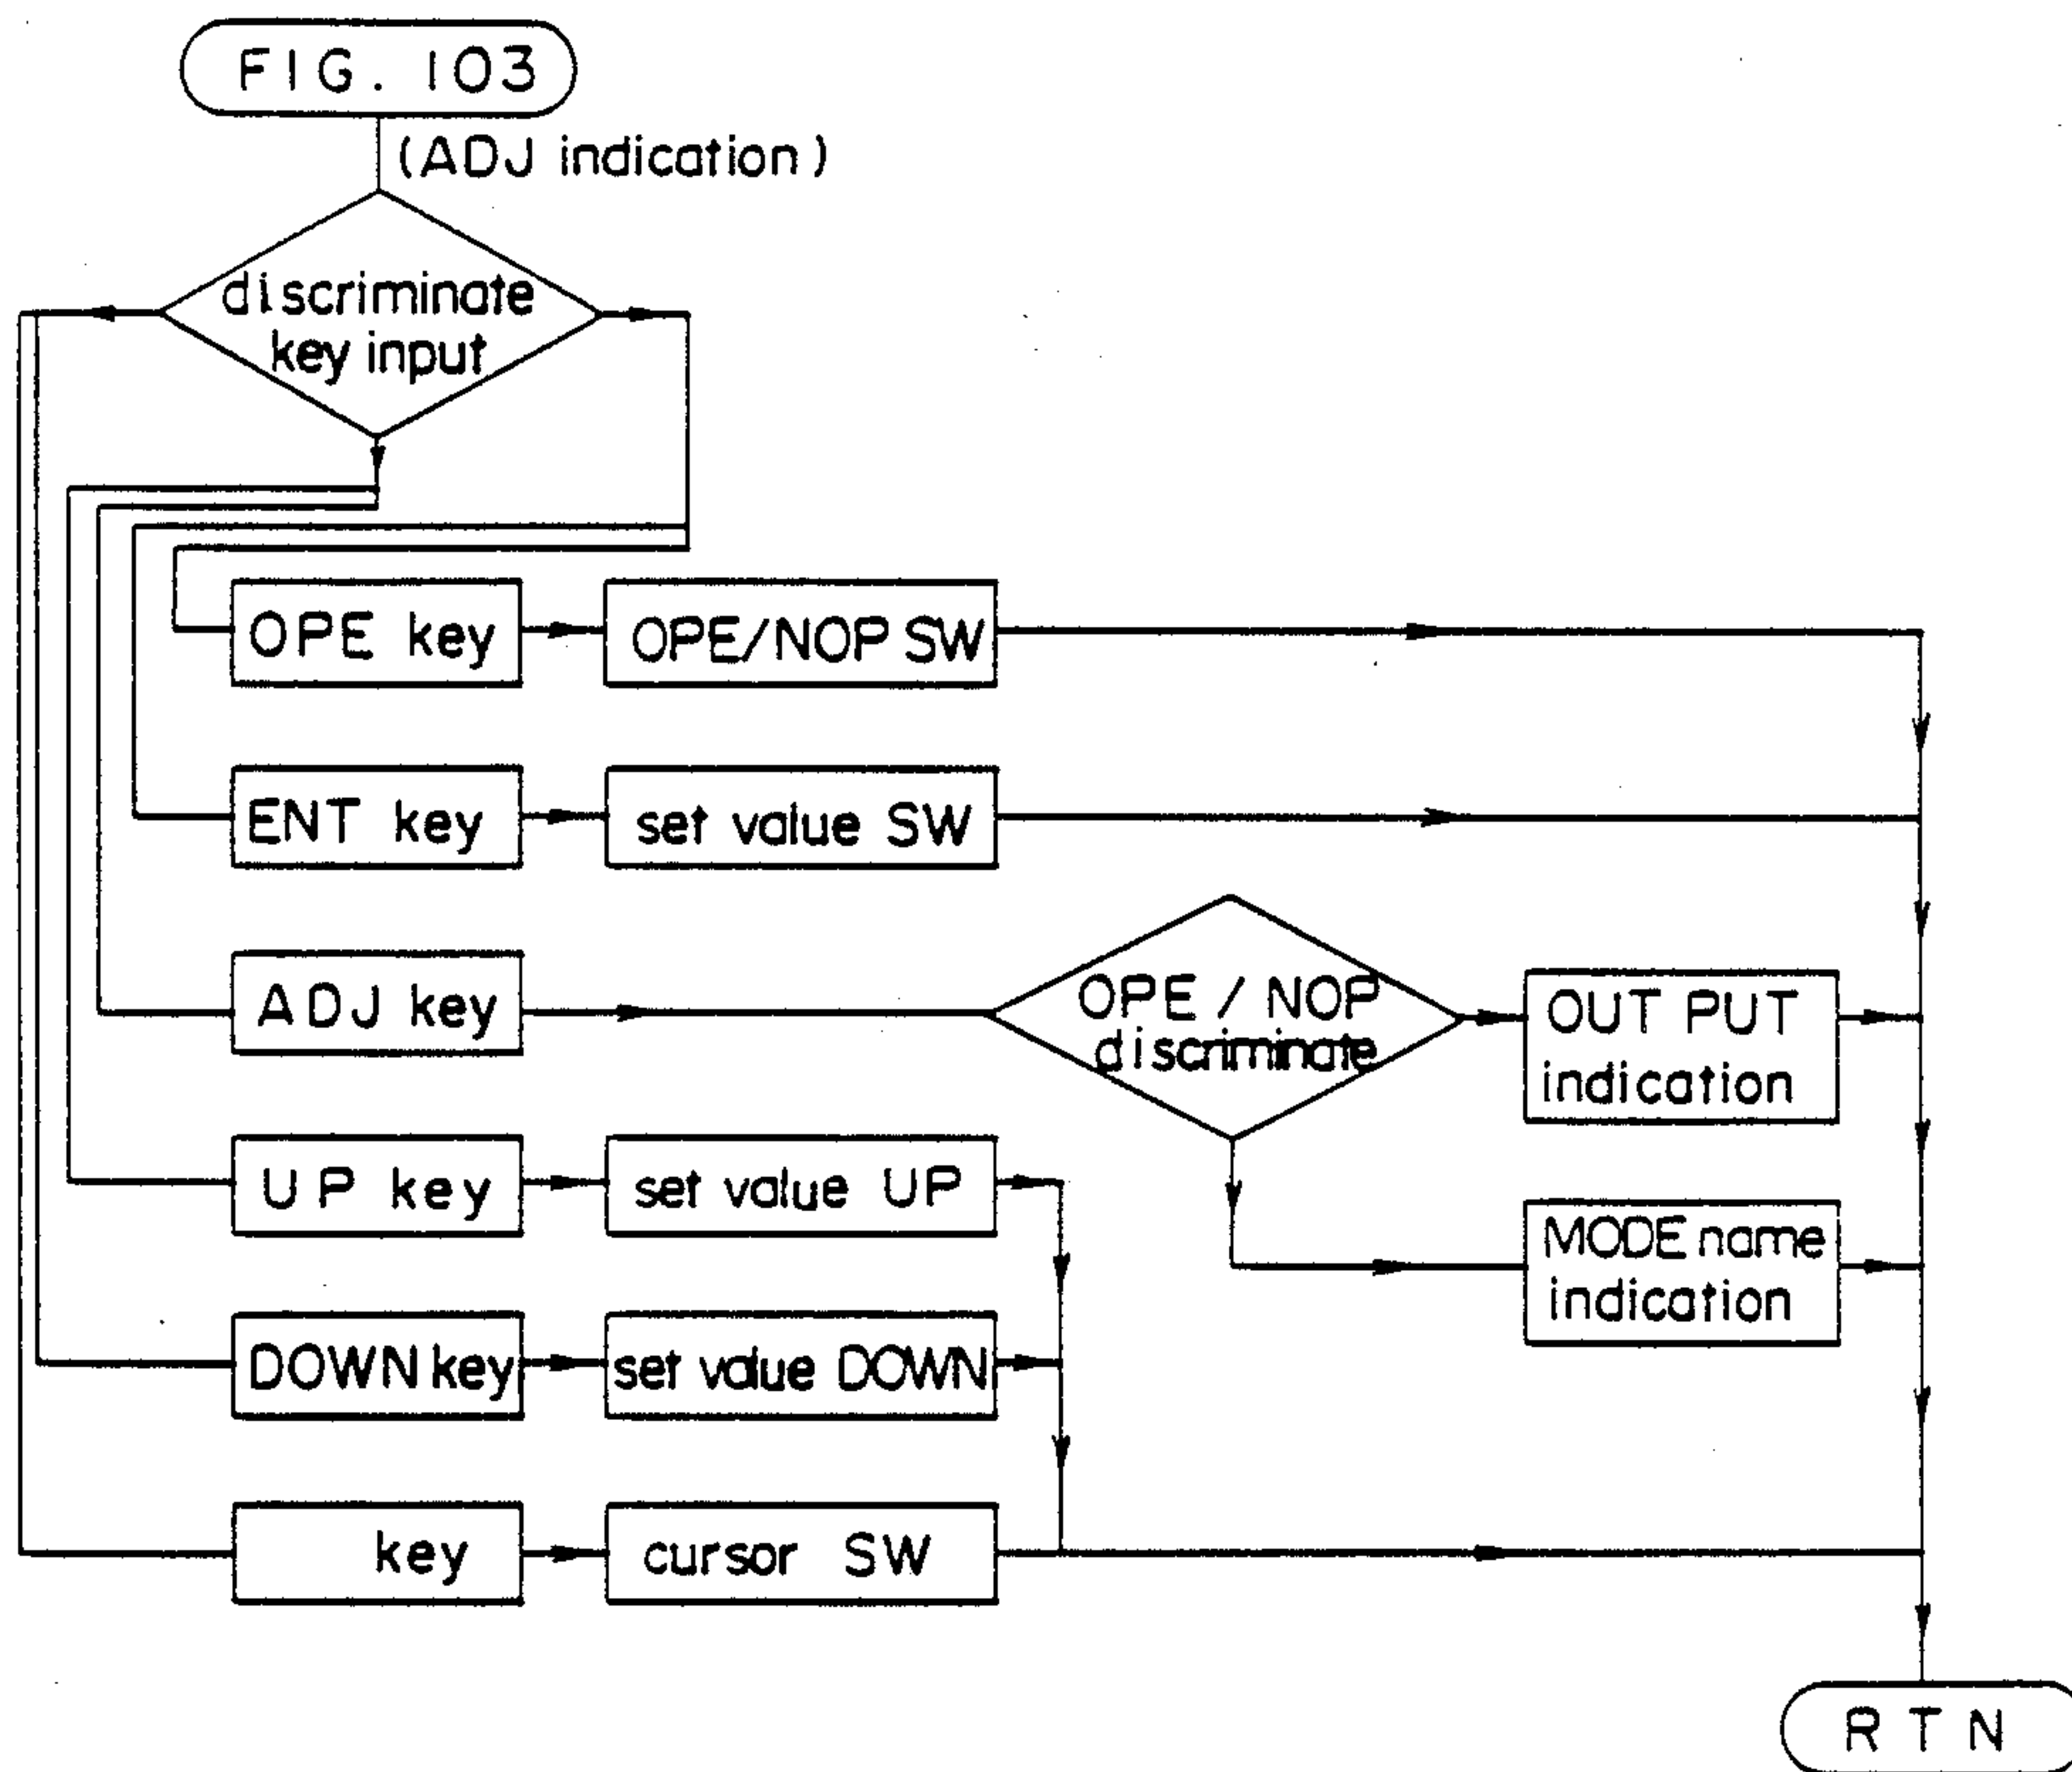 FIG. 103
(ADJ indication)
discriminate
key input
OPE key
OPE/NOP SW
ENT key
set value SW
ADJ key
OPE / NOP
discriminate
OUT PUT
indication
UP key
set value UP
MODE name
indication
DOWN key
set value DOWN
key
cursor SW
RTN